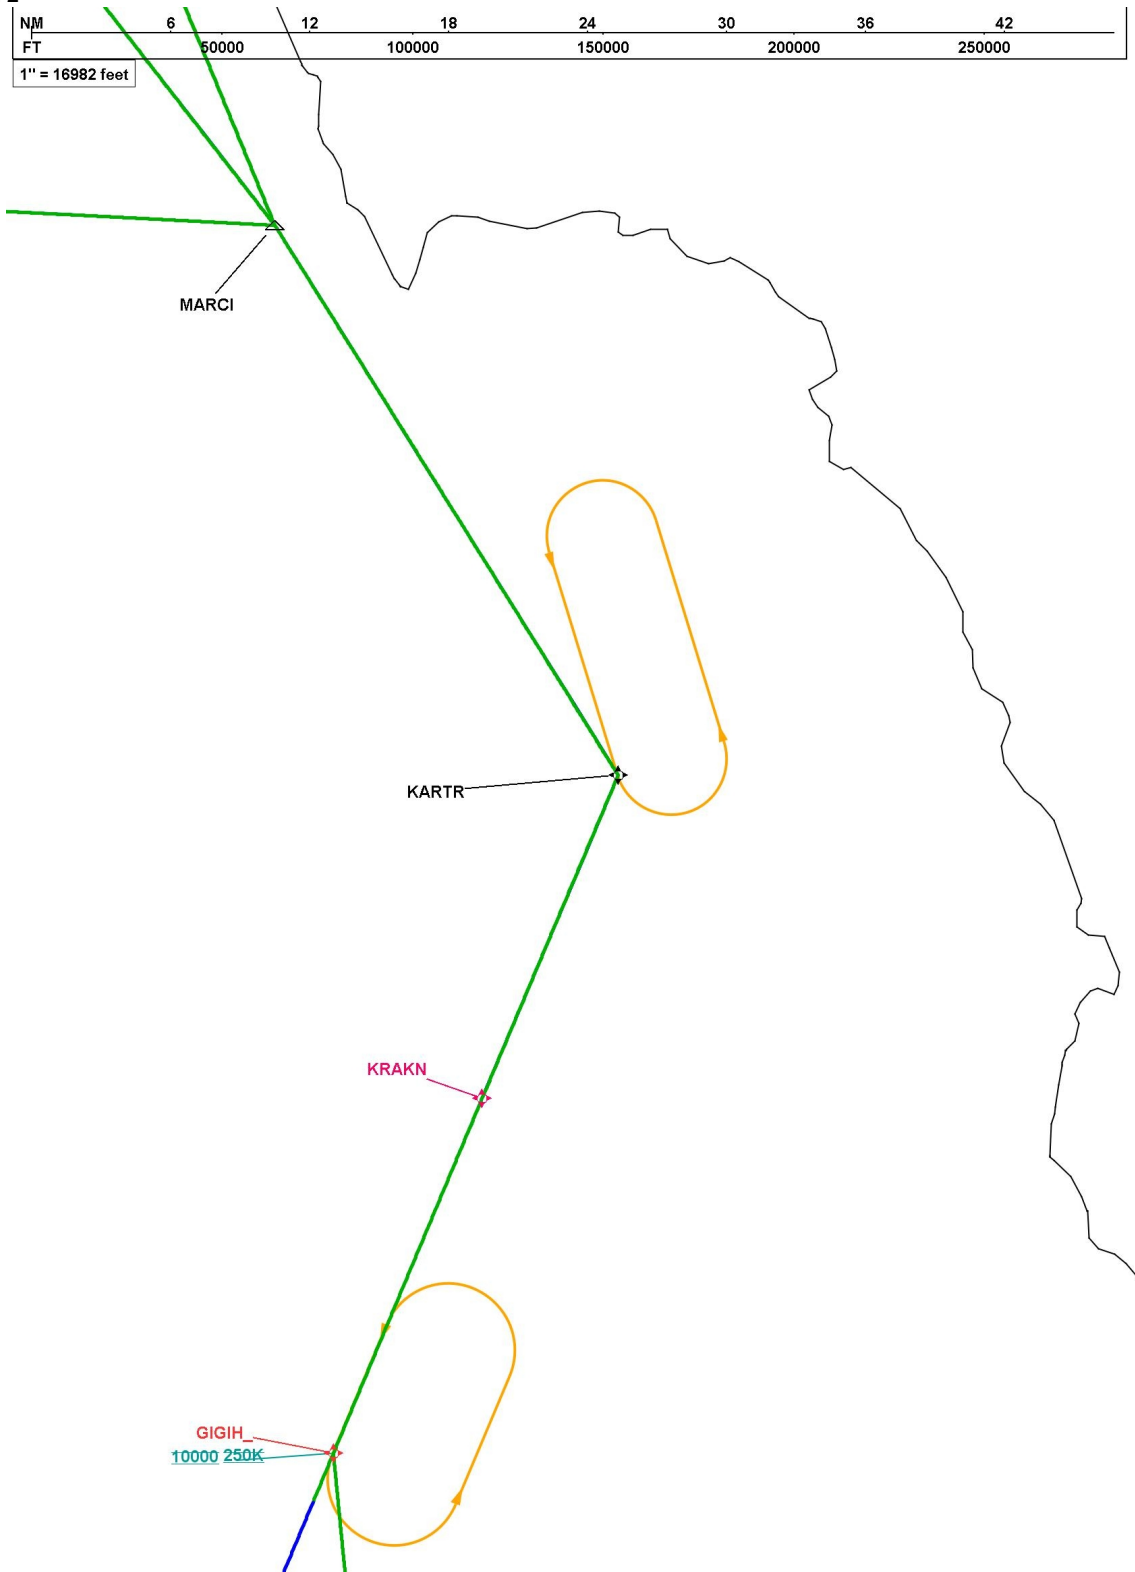 NM 6 12 18 24 30 36 42
FT 50000 100000 150000 200000 250000
1" = 16982 feet
MARCI
KARTR
KRAKN
GIGIH_
10000 250K